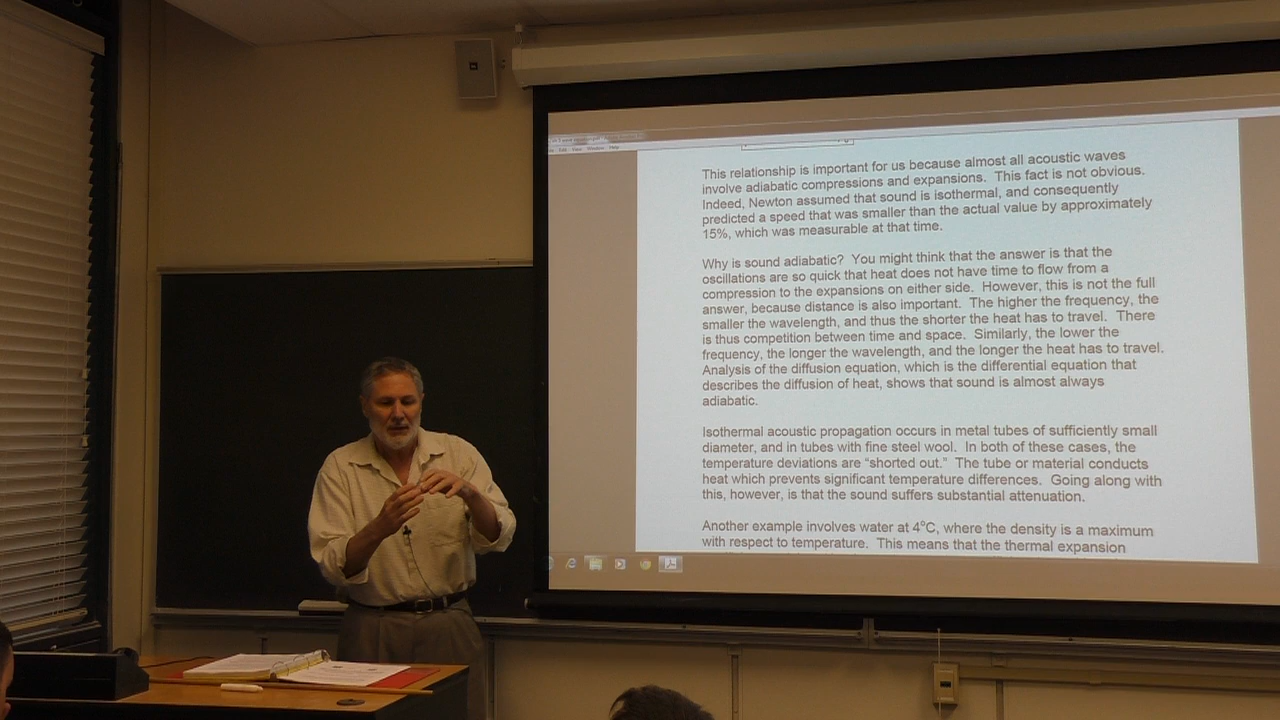 Edit View Window Help
This relationship is important for us because almost all acoustic waves
involve adiabatic compressions and expansions. This fact is not obvious.
Indeed, Newton assumed that sound is isothermal, and consequently
predicted a speed that was smaller than the actual value by approximately
15%, which was measurable at that time.
Why is sound adiabatic? You might think that the answer is that the
oscillations are so quick that heat does not have time to flow from a
compression to the expansions on either side. However, this is not the full
answer, because distance is also important. The higher the frequency, the
smaller the wavelength, and thus the shorter the heat has to travel. There
is thus competition between time and space. Similarly, the lower the
frequency, the longer the wavelength, and the longer the heat has to travel.
Analysis of the diffusion equation, which is the differential equation that
describes the diffusion of heat, shows that sound is almost always
adiabatic.
Isothermal acoustic propagation occurs in metal tubes of sufficiently small
diameter, and in tubes with fine steel wool. In both of these cases, the
temperature deviations are “shorted out.” The tube or material conducts
heat which prevents significant temperature differences. Going along with
this, however, is that the sound suffers substantial attenuation.
Another example involves water at 4°C, where the density is a maximum
with respect to temperature. This means that the thermal expansion